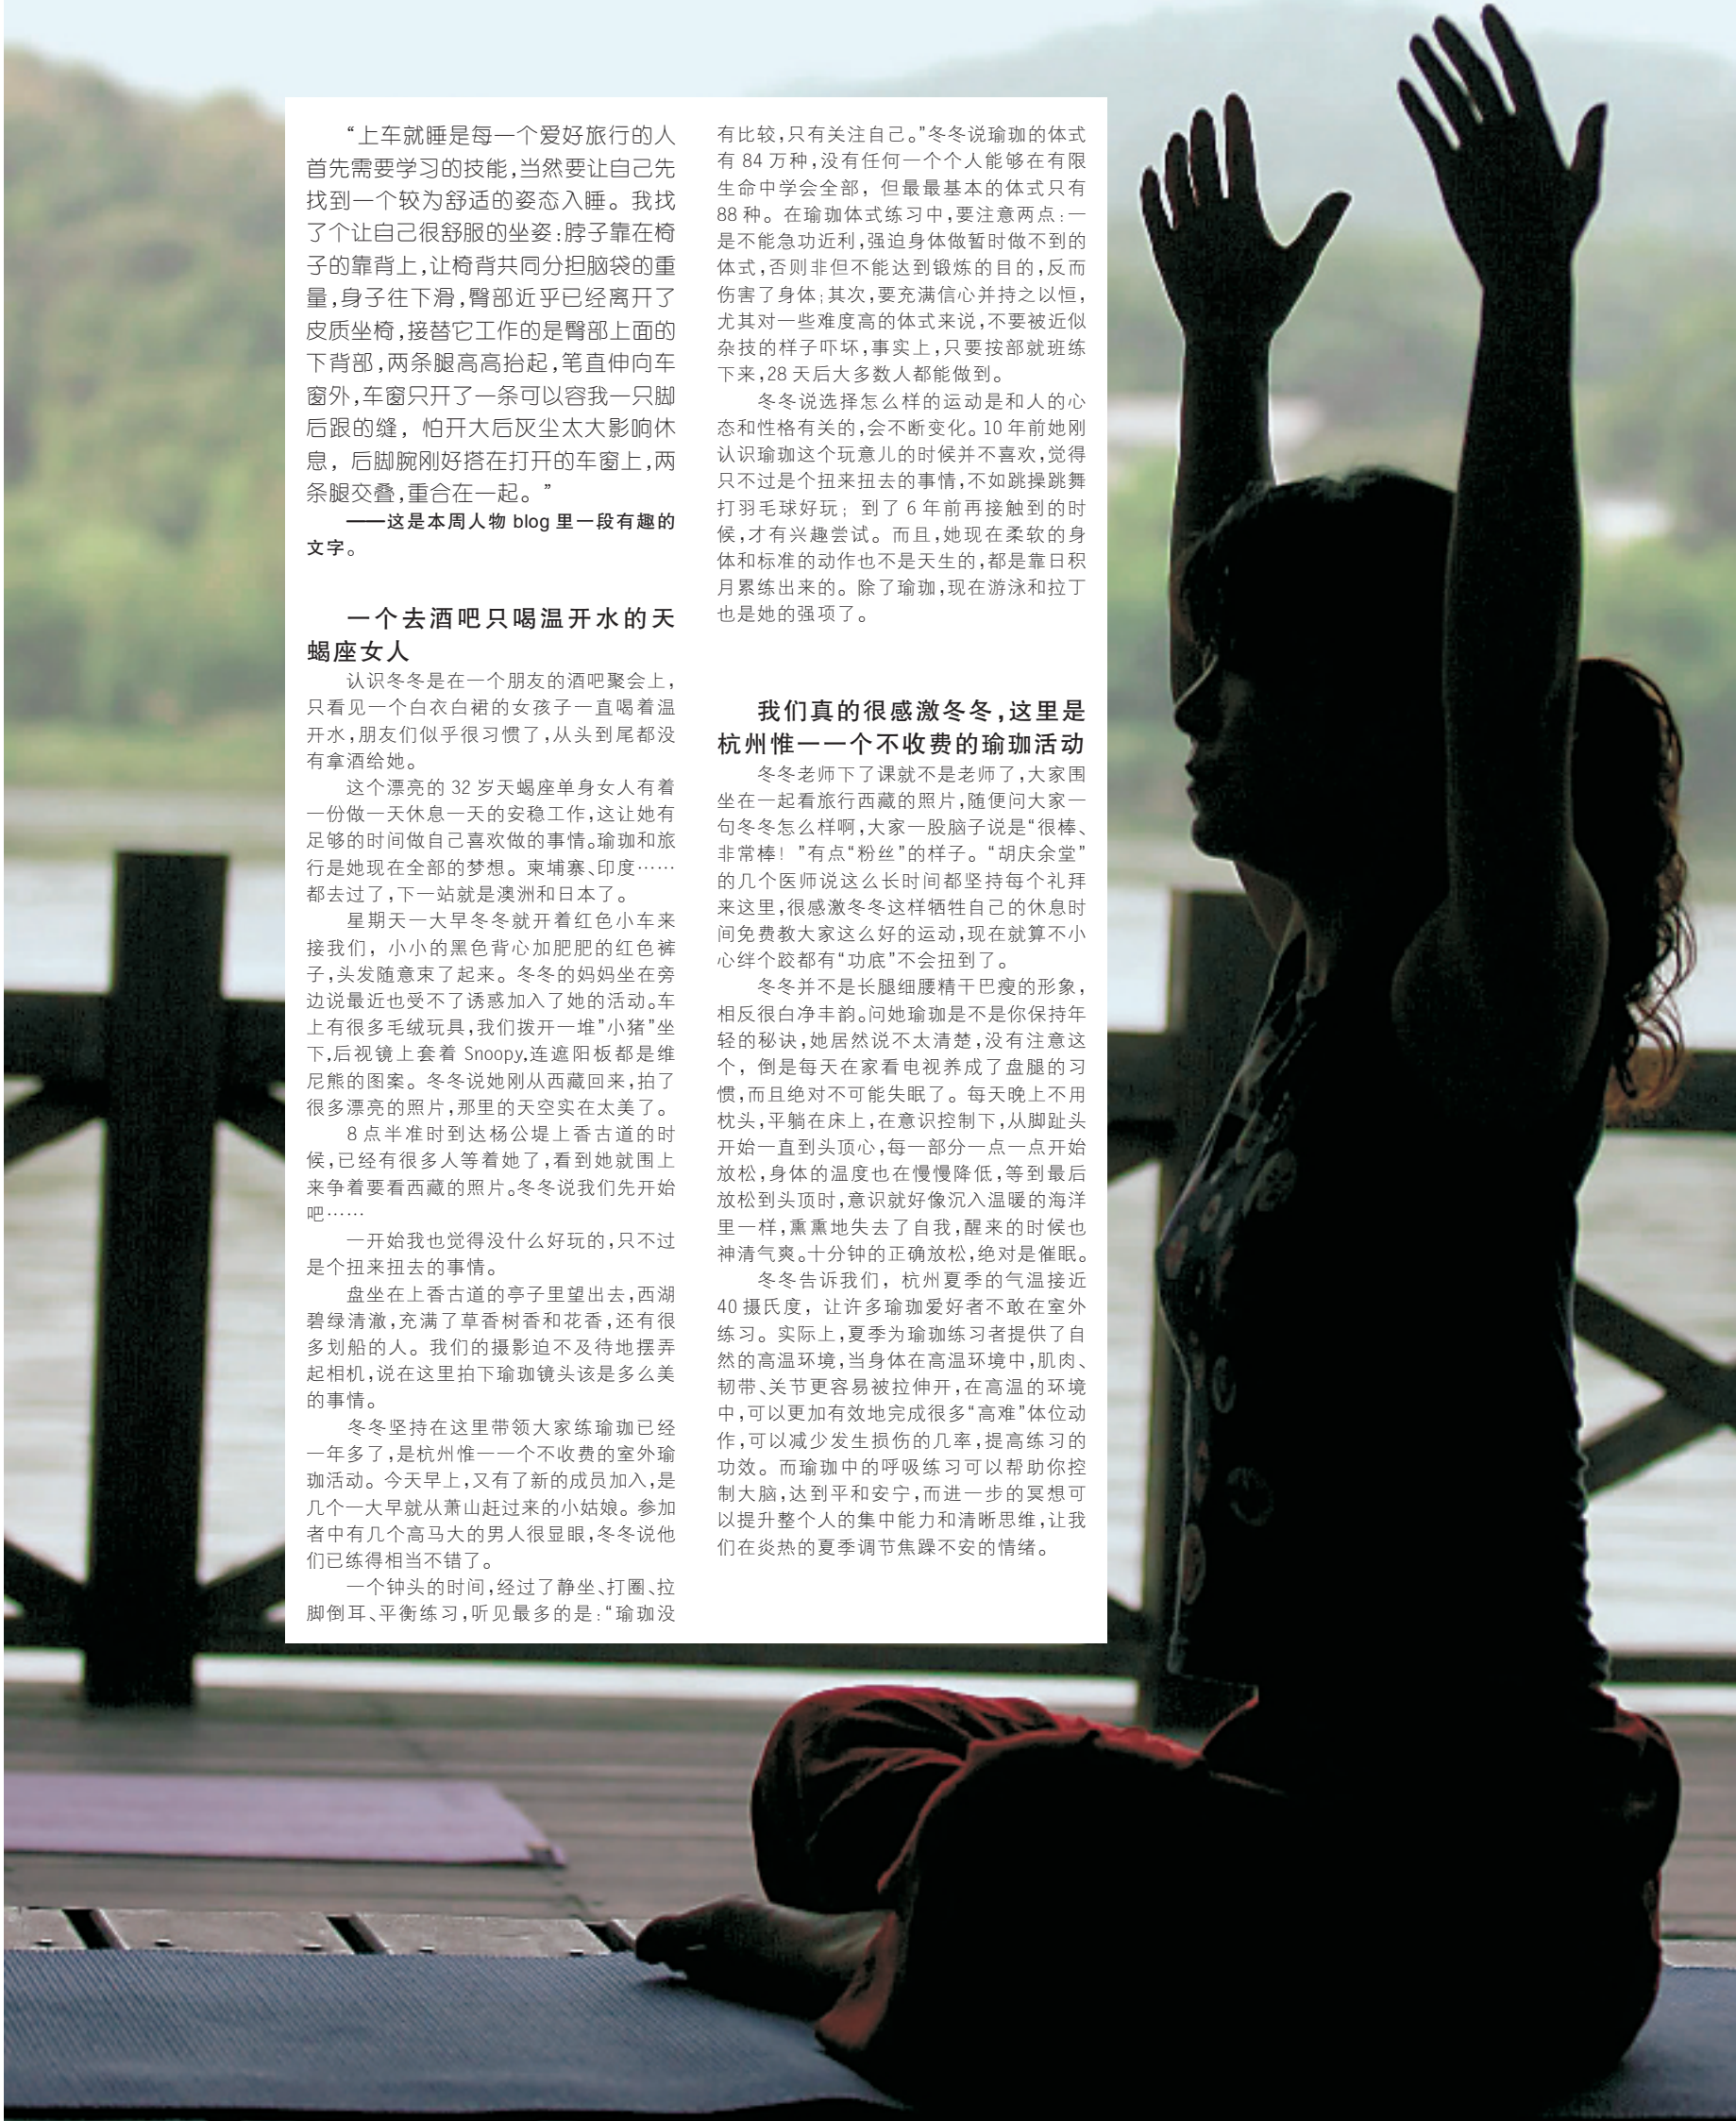 “上车就睡是每一个爱好旅行的人
首先需要学习的技能,当然要让自己先
找到一个较为舒适的姿态入睡。我找
了个让自己很舒服的坐姿:脖子靠在椅
子的靠背上,让椅背共同分担脑袋的重
量,身子往下滑,臀部近乎已经离开了
皮质坐椅,接替它工作的是臀部上面的
下背部,两条腿高高抬起,笔直伸向车
窗外,车窗只开了一条可以容我一只脚
后跟的缝, 怕开大后灰尘太大影响休
息, 后脚腕刚好搭在打开的车窗上,两
条腿交叠,重合在一起。”
——这是本周人物 blog 里一段有趣的
文字。
一个去酒吧只喝温开水的天
蝎座女人
认识冬冬是在一个朋友的酒吧聚会上,
只看见一个白衣白裙的女孩子一直喝着温
开水,朋友们似乎很习惯了,从头到尾都没
有拿酒给她。
这个漂亮的 32 岁天蝎座单身女人有着
一份做一天休息一天的安稳工作,这让她有
足够的时间做自己喜欢做的事情。瑜珈和旅
行是她现在全部的梦想。柬埔寨、印度……
都去过了,下一站就是澳洲和日本了。
星期天一大早冬冬就开着红色小车来
接我们, 小小的黑色背心加肥肥的红色裤
子,头发随意束了起来。冬冬的妈妈坐在旁
边说最近也受不了诱惑加入了她的活动。车
上有很多毛绒玩具,我们拨开一堆”小猪”坐
下,后视镜上套着 Snoopy,连遮阳板都是维
尼熊的图案。冬冬说她刚从西藏回来,拍了
很多漂亮的照片,那里的天空实在太美了。
8 点半准时到达杨公堤上香古道的时
候,已经有很多人等着她了,看到她就围上
来争着要看西藏的照片。冬冬说我们先开始
吧……
一开始我也觉得没什么好玩的,只不过
是个扭来扭去的事情。
盘坐在上香古道的亭子里望出去,西湖
碧绿清澈,充满了草香树香和花香,还有很
多划船的人。我们的摄影迫不及待地摆弄
起相机,说在这里拍下瑜珈镜头该是多么美
的事情。
冬冬坚持在这里带领大家练瑜珈已经
一年多了,是杭州惟一一个不收费的室外瑜
珈活动。今天早上,又有了新的成员加入,是
几个一大早就从萧山赶过来的小姑娘。参加
者中有几个高马大的男人很显眼,冬冬说他
们已练得相当不错了。
一个钟头的时间,经过了静坐、打圈、拉
脚倒耳、平衡练习,听见最多的是:“瑜珈没
有比较,只有关注自己。”冬冬说瑜珈的体式
有 84 万种,没有任何一个个人能够在有限
生命中学会全部, 但最最基本的体式只有
88 种。在瑜珈体式练习中,要注意两点:一
是不能急功近利,强迫身体做暂时做不到的
体式,否则非但不能达到锻炼的目的,反而
伤害了身体;其次,要充满信心并持之以恒,
尤其对一些难度高的体式来说,不要被近似
杂技的样子吓坏,事实上,只要按部就班练
下来,28 天后大多数人都能做到。
冬冬说选择怎么样的运动是和人的心
态和性格有关的,会不断变化。10 年前她刚
认识瑜珈这个玩意儿的时候并不喜欢,觉得
只不过是个扭来扭去的事情,不如跳操跳舞
打羽毛球好玩; 到了 6 年前再接触到的时
候,才有兴趣尝试。而且,她现在柔软的身
体和标准的动作也不是天生的,都是靠日积
月累练出来的。除了瑜珈,现在游泳和拉丁
也是她的强项了。
我们真的很感激冬冬,这里是
杭州惟一一个不收费的瑜珈活动
冬冬老师下了课就不是老师了,大家围
坐在一起看旅行西藏的照片,随便问大家一
句冬冬怎么样啊,大家一股脑子说是“很棒、
非常棒! ”有点“粉丝”的样子。“胡庆余堂”
的几个医师说这么长时间都坚持每个礼拜
来这里,很感激冬冬这样牺牲自己的休息时
间免费教大家这么好的运动,现在就算不小
心绊个跤都有“功底”不会扭到了。
冬冬并不是长腿细腰精干巴瘦的形象,
相反很白净丰韵。问她瑜珈是不是你保持年
轻的秘诀,她居然说不太清楚,没有注意这
个, 倒是每天在家看电视养成了盘腿的习
惯,而且绝对不可能失眠了。每天晚上不用
枕头,平躺在床上,在意识控制下,从脚趾头
开始一直到头顶心,每一部分一点一点开始
放松,身体的温度也在慢慢降低,等到最后
放松到头顶时,意识就好像沉入温暖的海洋
里一样,熏熏地失去了自我,醒来的时候也
神清气爽。十分钟的正确放松,绝对是催眠。
冬冬告诉我们, 杭州夏季的气温接近
40 摄氏度, 让许多瑜珈爱好者不敢在室外
练习。实际上,夏季为瑜珈练习者提供了自
然的高温环境,当身体在高温环境中,肌肉、
韧带、关节更容易被拉伸开,在高温的环境
中,可以更加有效地完成很多“高难”体位动
作,可以减少发生损伤的几率,提高练习的
功效。而瑜珈中的呼吸练习可以帮助你控
制大脑,达到平和安宁,而进一步的冥想可
以提升整个人的集中能力和清晰思维,让我
们在炎热的夏季调节焦躁不安的情绪。